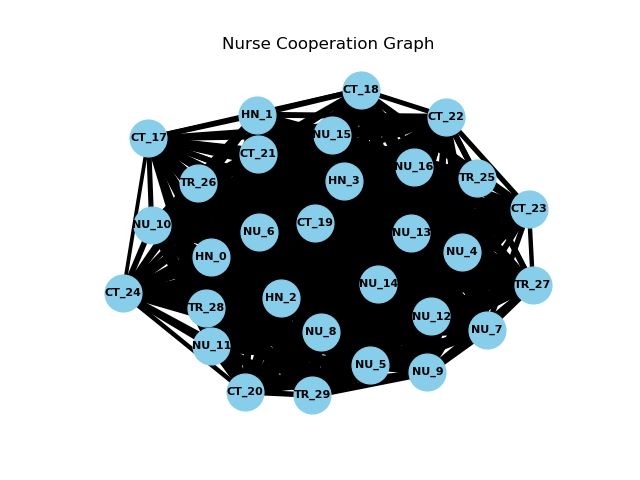 Nurse Cooperation Graph
CT_18
HN_1
CT_22
NU_15
CT_17
CT_21
NU_16
TR_25
HN_3
TR_26
CT_23
CT_19
NU_10
NU_6
NU_13
NU_4
HN_0
NU_14
TR_27
CT_24
HN_2
TR_28
NU_12
NU_7
NU_8
NU_11
NU_5
NU_9
CT_20
TR_29